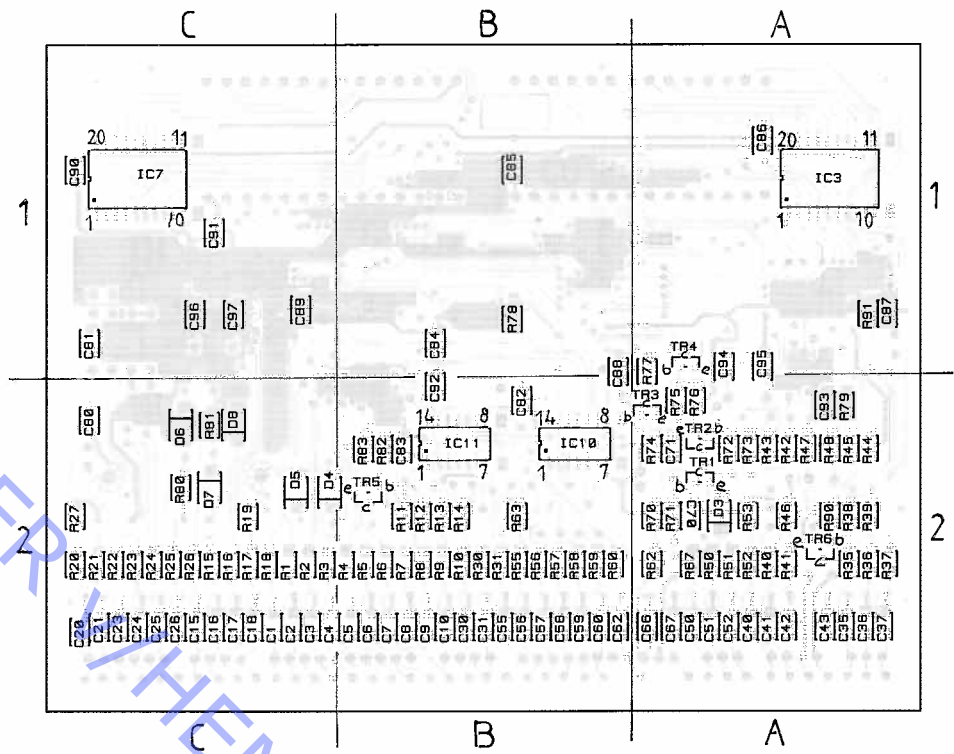 C B A
C86
20 11 20 11
C90 IC7 C85 IC3
1 1
1 10 1 10
C91
C96 C97 C89 R78 R91 C87
C81 C84 TR4
C88 R77 b c e C94 C95
C92 C82 TR3 R75 R76 C93 R79
b e
C80 D6 R81 D8 14 8 14 8
R83 R82 C83 IC11 IC10 R74 C71 e TR2 b R72 R73 R43 R42 R47 R48 R45 R44
1 7 1 7
R80 D7 D5 D4 e TR5 b c TR1 b c e
R27 R19 R11 R12 R13 R14 R63 R70 R71 C70 D3 R53 R46 R90 R38 R39
2 2
e TR6 b c
R20 R21 R22 R23 R24 R26 R15 R16 R17 R18 R1 R2 R3 R4 R5 R6 R7 R8 R9 R10 R30 R31 R55 R56 R57 R58 R59 R60 R62 R67 R50 R51 R52 R40 R41 R35 R36 R37
C20 C21 C23 C24 C25 C26 C15 C16 C17 C18 C1 C2 C3 C4 C5 C6 C7 C8 C9 C10 C30 C31 C55 C56 C57 C58 C59 C60 C62 C66 C67 C50 C51 C52 C40 C41 C42 C43 C35 C36 C37
C B A